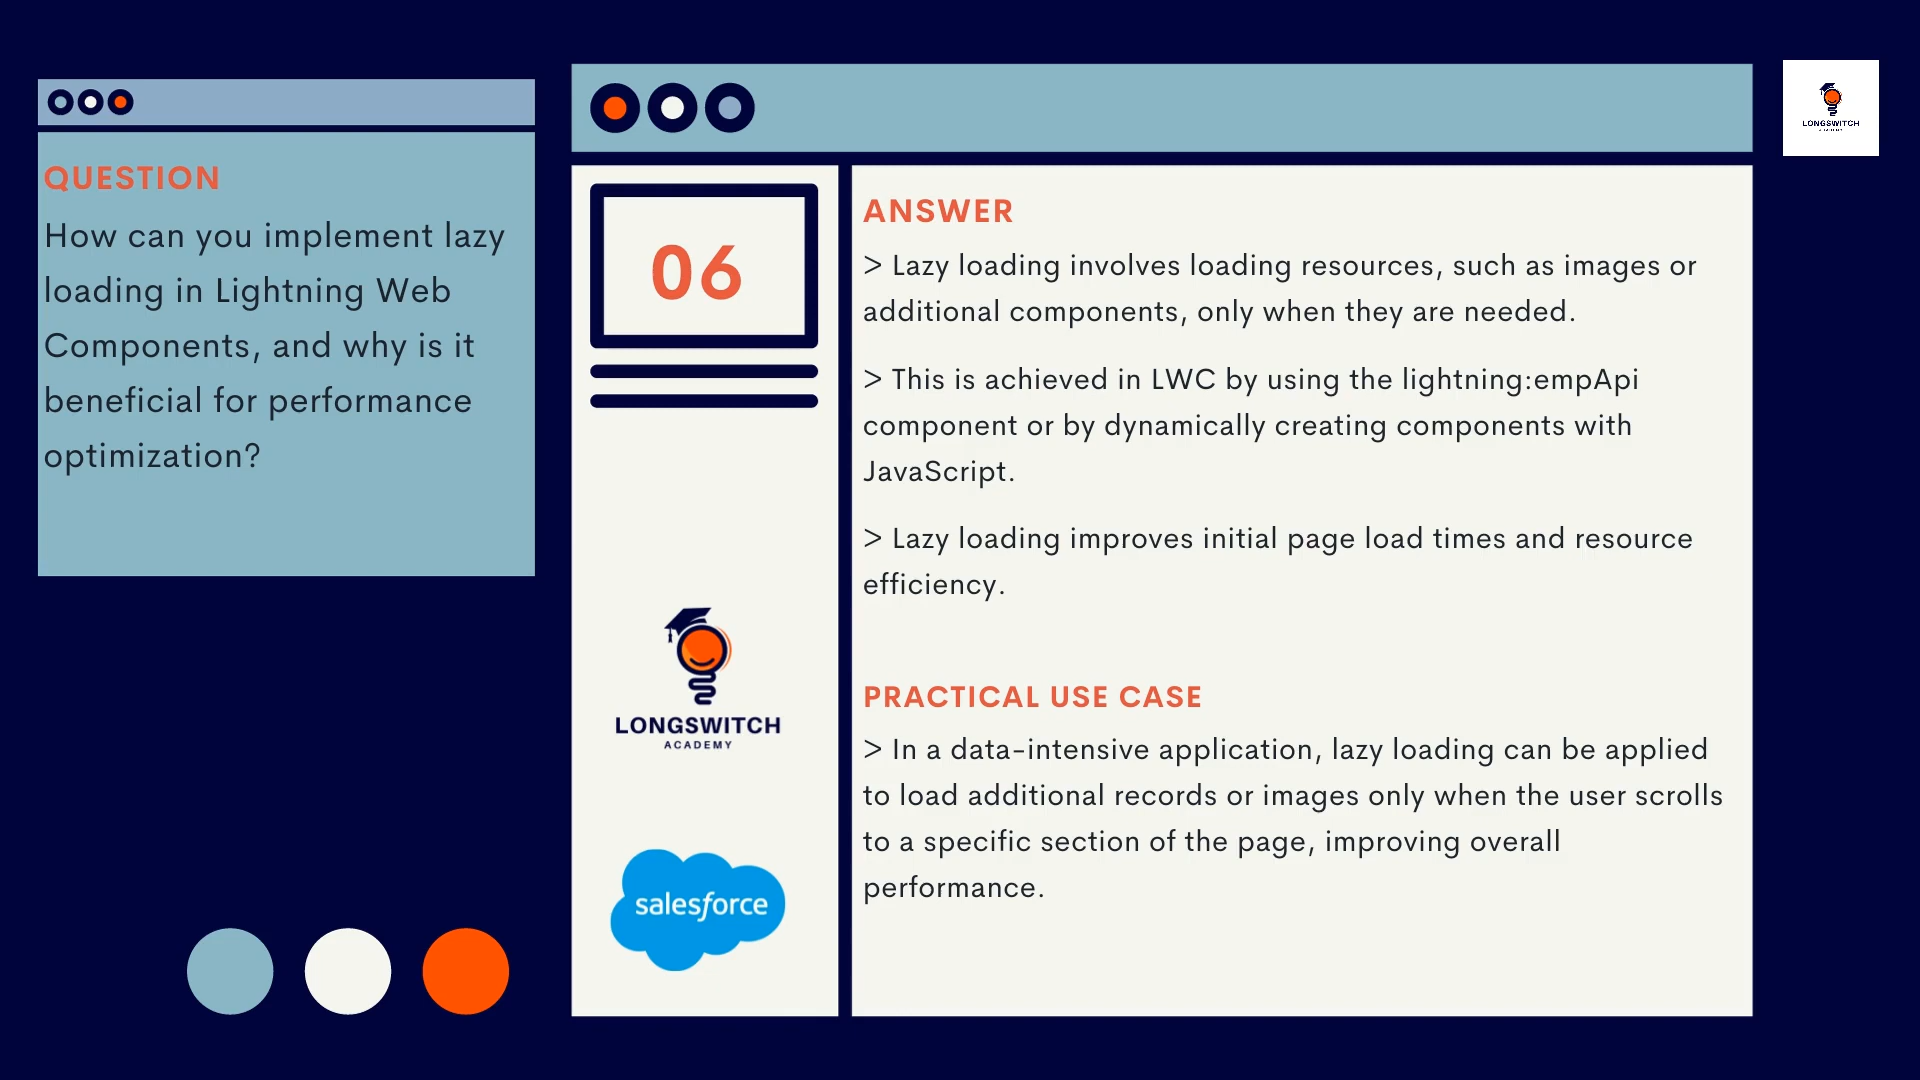 QUESTION
How can you implement lazy
loading in Lightning Web
Components, and why is it
beneficial for performance
optimization?
06
LONGSWITCH
ACADEMY
salesforce
ANSWER
> Lazy loading involves loading resources, such as images or
additional components, only when they are needed.
> This is achieved in LWC by using the lightning:empApi
component or by dynamically creating components with
JavaScript.
> Lazy loading improves initial page load times and resource
efficiency.
PRACTICAL USE CASE
> In a data-intensive application, lazy loading can be applied
to load additional records or images only when the user scrolls
to a specific section of the page, improving overall
performance.
LONGSWITCH